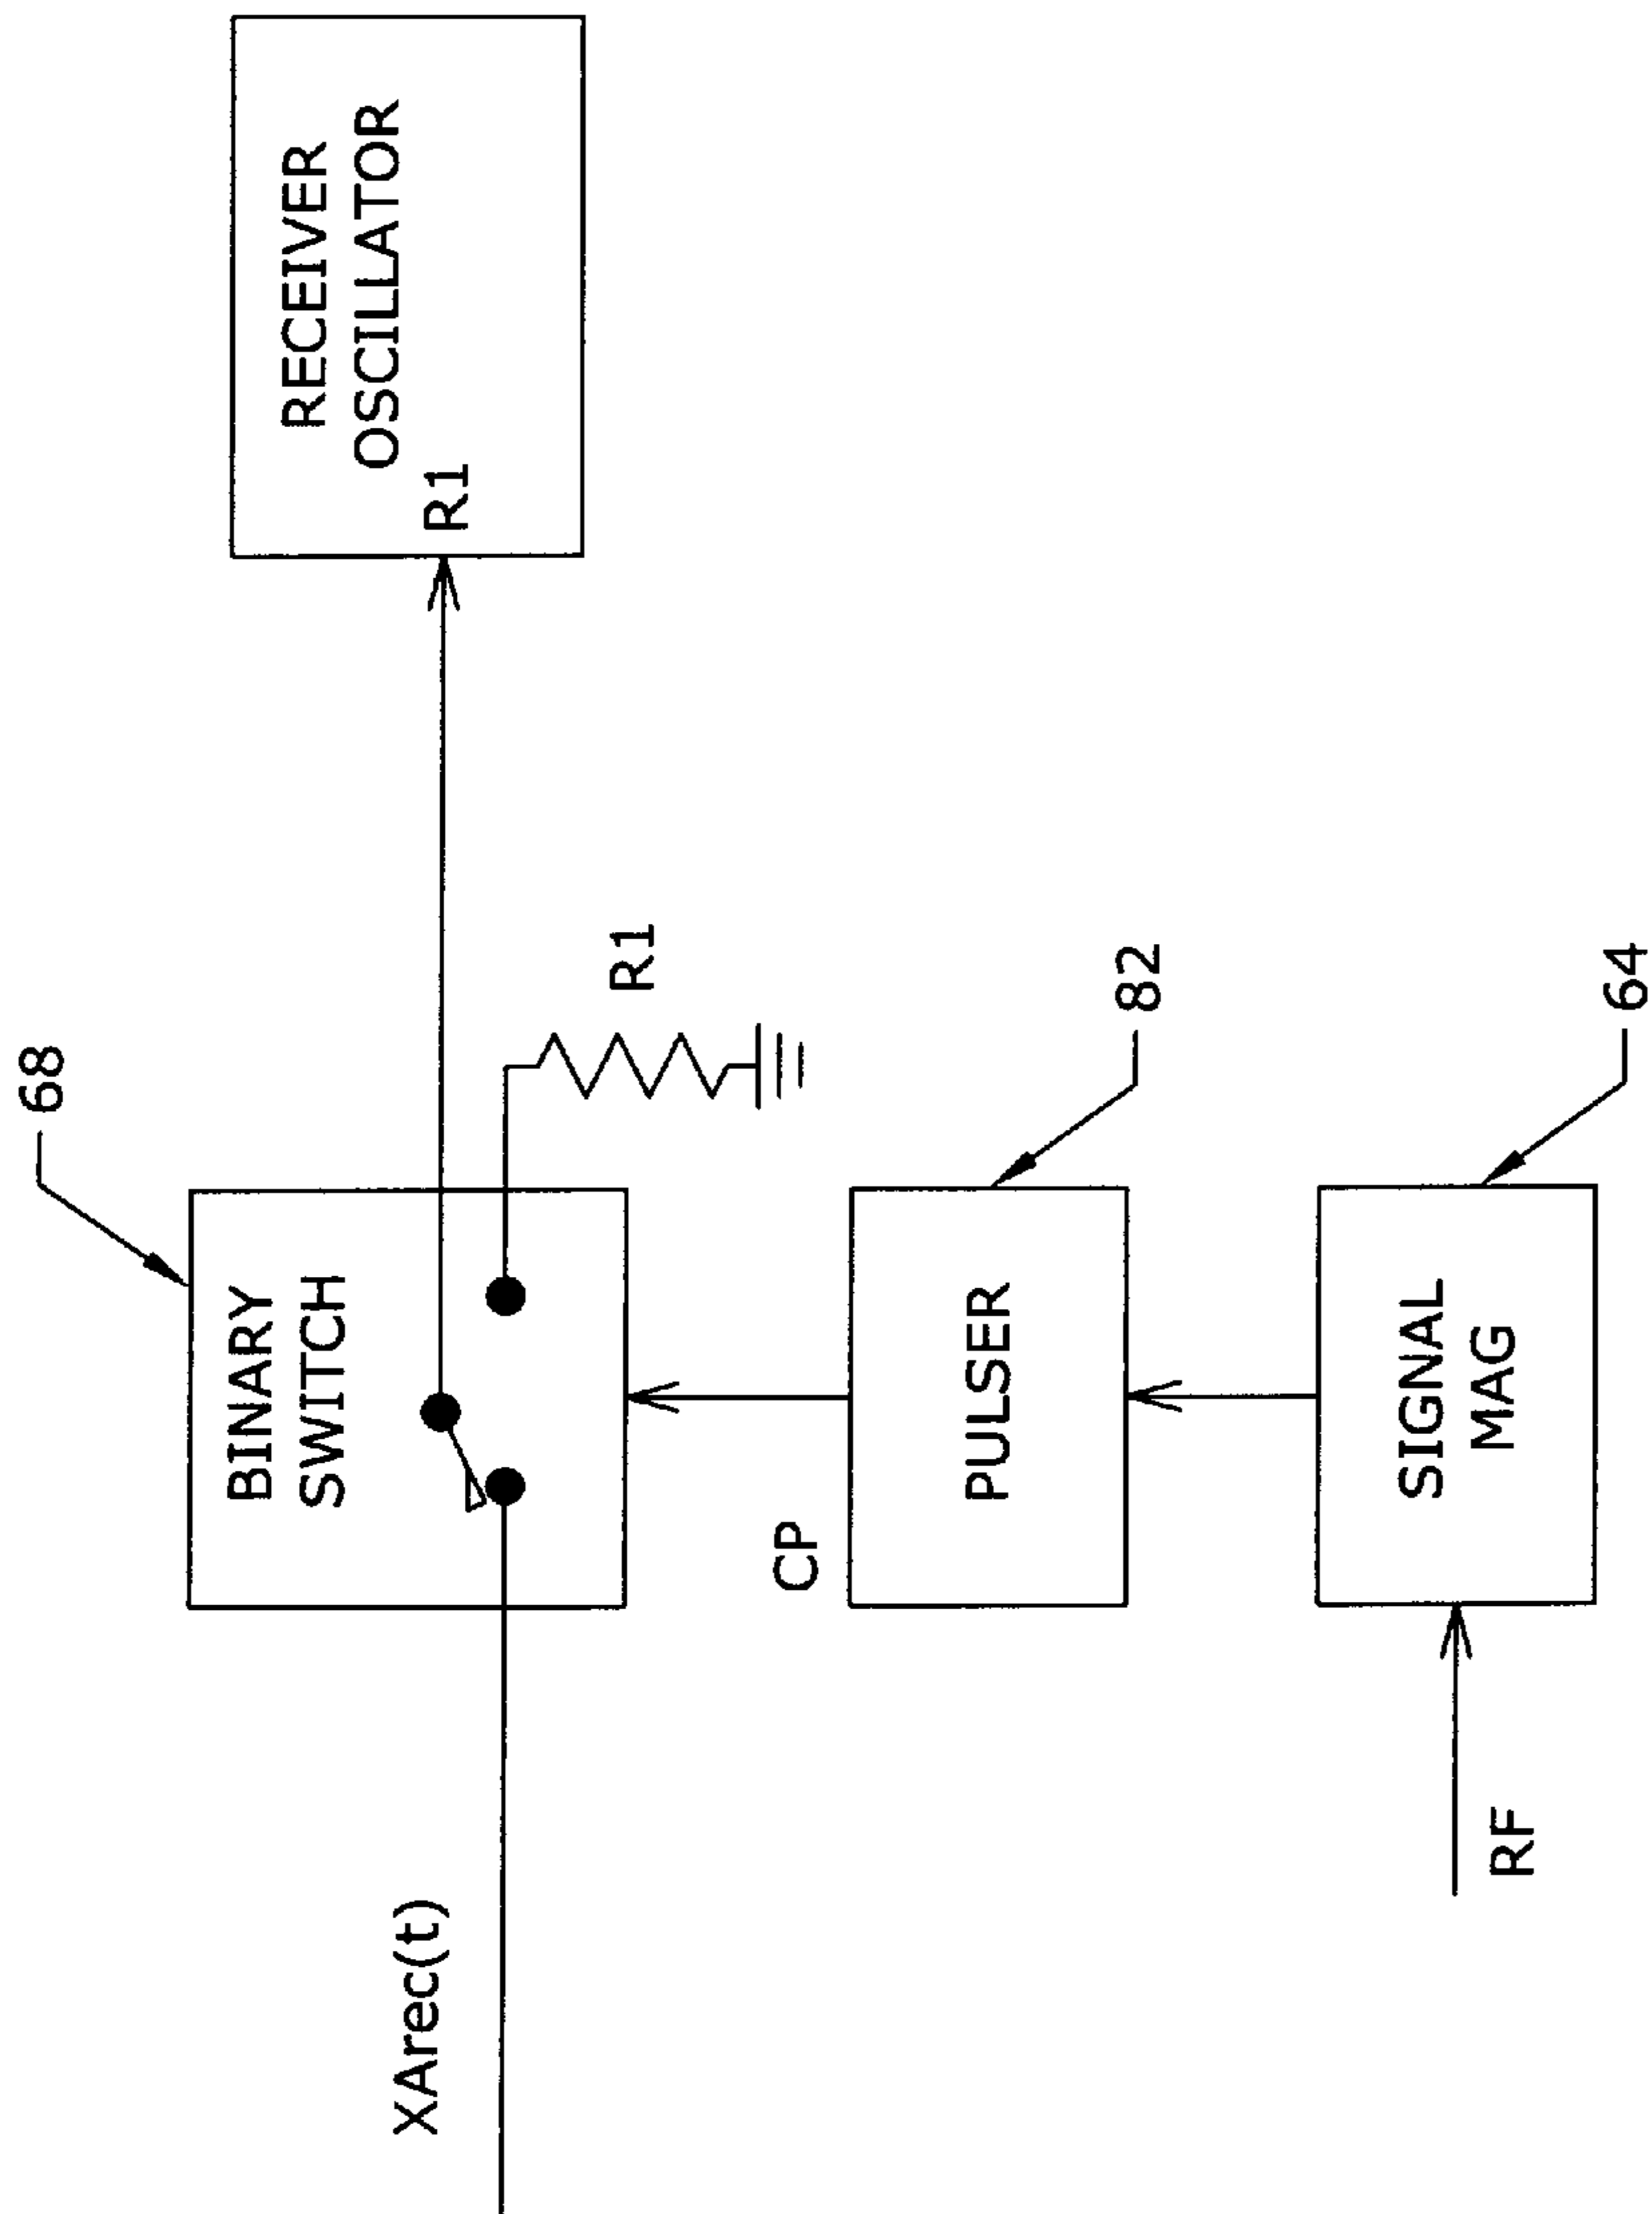 68
BINARY
SWITCH
RECEIVER
OSCILLATOR
R1
XArec(t)
R1
CP
PULSER
82
SIGNAL
MAG
64
RF